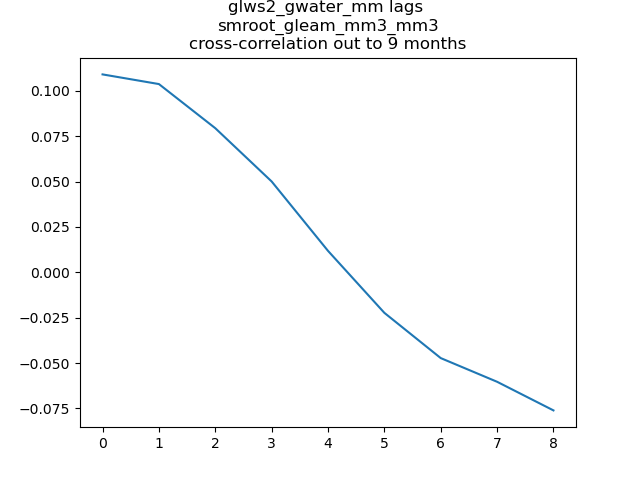 glws2_gwater_mm lags
smroot_gleam_mm3_mm3
cross-correlation out to 9 months
0.100
0.075
0.050
0.025
0.000
−0.025
−0.050
−0.075
0 1 2 3 4 5 6 7 8